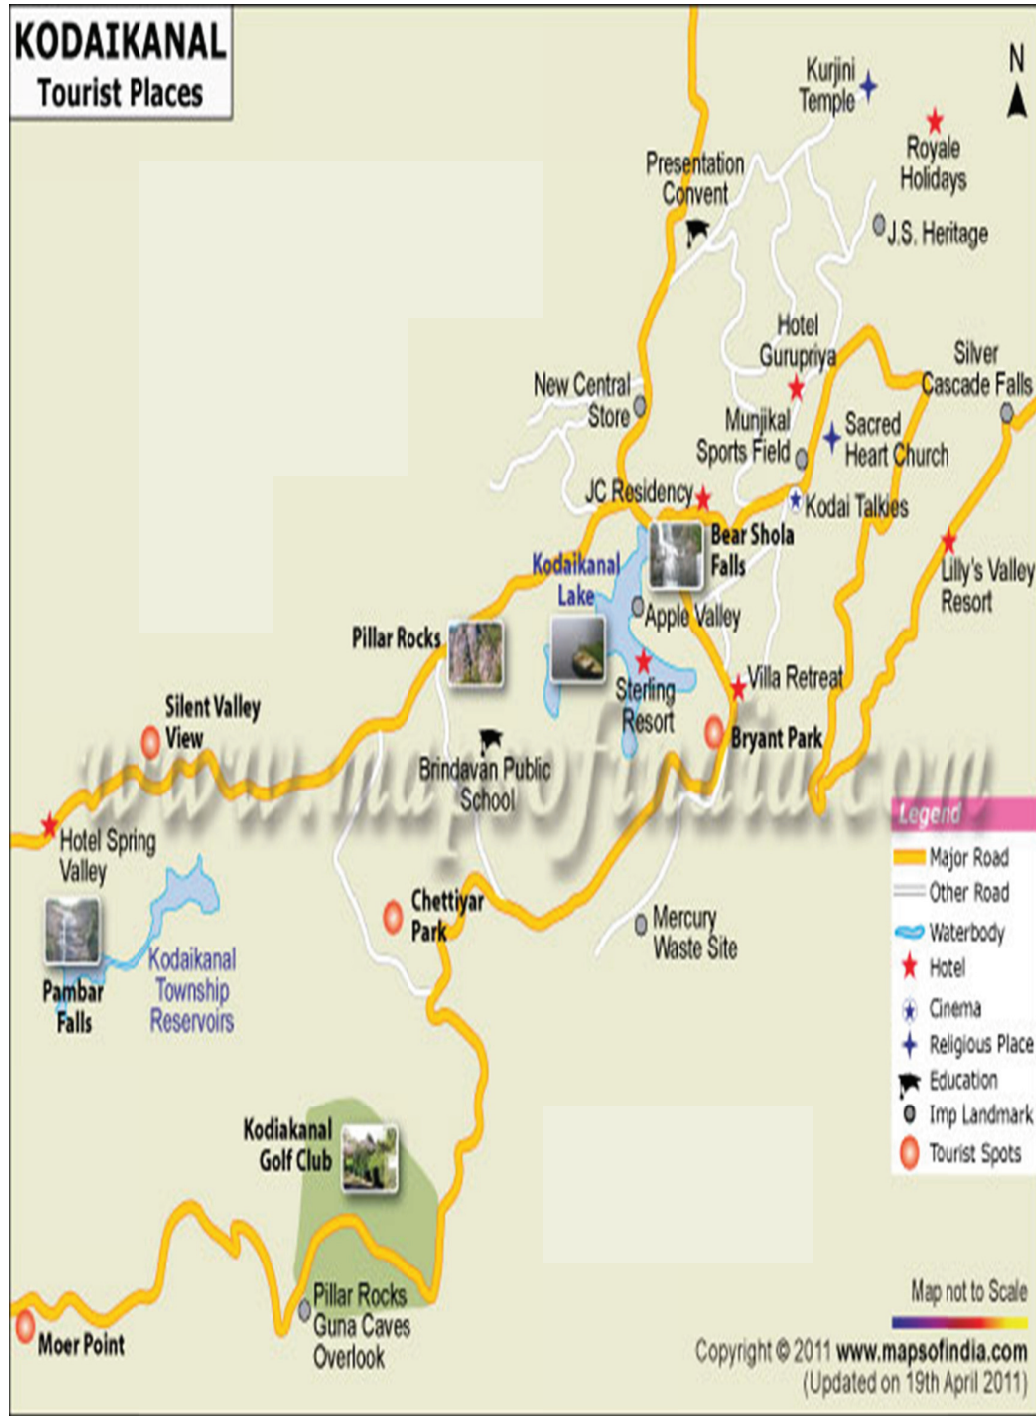 KODAIKANAL
Tourist Places
N
Kurjini
Temple
Royale
Holidays
Presentation
Convent
J.S. Heritage
Hotel
Gurupriya
Silver
Cascade Falls
New Central
Store
Munjikal
Sports Field
Sacred
Heart Church
JC Residency
Kodai Talkies
Bear Shola
Falls
Kodaikanal
Lake
Lilly's Valley
Resort
Apple Valley
Pillar Rocks
Sterling
Resort
Villa Retreat
Silent Valley
View
Bryant Park
www.mapsofindia.com
Brindavan Public
School
Hotel Spring
Valley
Chettiyar
Park
Mercury
Waste Site
Kodaikanal
Township
Reservoirs
Pambar
Falls
Legend
Major Road
Other Road
Waterbody
Hotel
Cinema
Religious Place
Education
Imp Landmark
Tourist Spots
Kodiakanal
Golf Club
Pillar Rocks
Guna Caves
Overlook
Moer Point
Map not to Scale
Copyright © 2011 www.mapsofindia.com
(Updated on 19th April 2011)